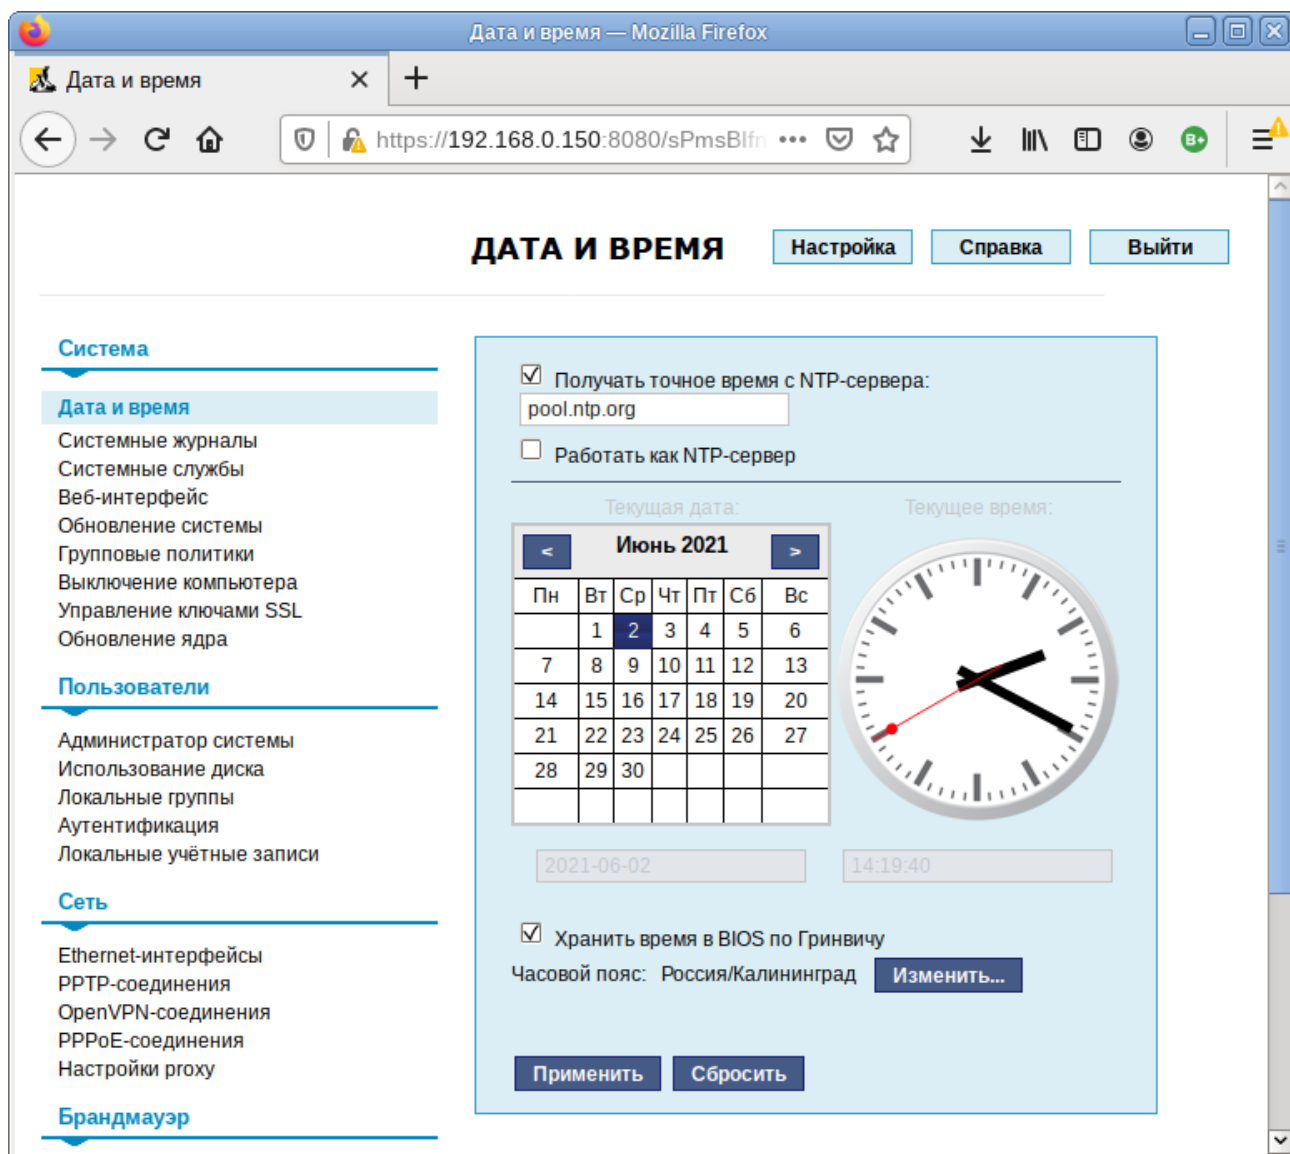 Дата и время — Mozilla Firefox
Дата и время
https://192.168.0.150:8080/sPmsBIfn
ДАТА И ВРЕМЯ
Настройка
Справка
Выйти
Система
Дата и время
Системные журналы
Системные службы
Веб-интерфейс
Обновление системы
Групповые политики
Выключение компьютера
Управление ключами SSL
Обновление ядра
Пользователи
Администратор системы
Использование диска
Локальные группы
Аутентификация
Локальные учётные записи
Сеть
Ethernet-интерфейсы
PPTP-соединения
OpenVPN-соединения
PPPoE-соединения
Настройки proxy
Брандмауэр
Получать точное время с NTP-сервера:
pool.ntp.org
Работать как NTP-сервер
Текущая дата:
Текущее время:
< Июнь 2021 >
Пн Вт Ср Чт Пт Сб Вс
1 2 3 4 5 6
7 8 9 10 11 12 13
14 15 16 17 18 19 20
21 22 23 24 25 26 27
28 29 30
2021-06-02
14:19:40
Хранить время в BIOS по Гринвичу
Часовой пояс: Россия/Калининград Изменить...
Применить
Сбросить